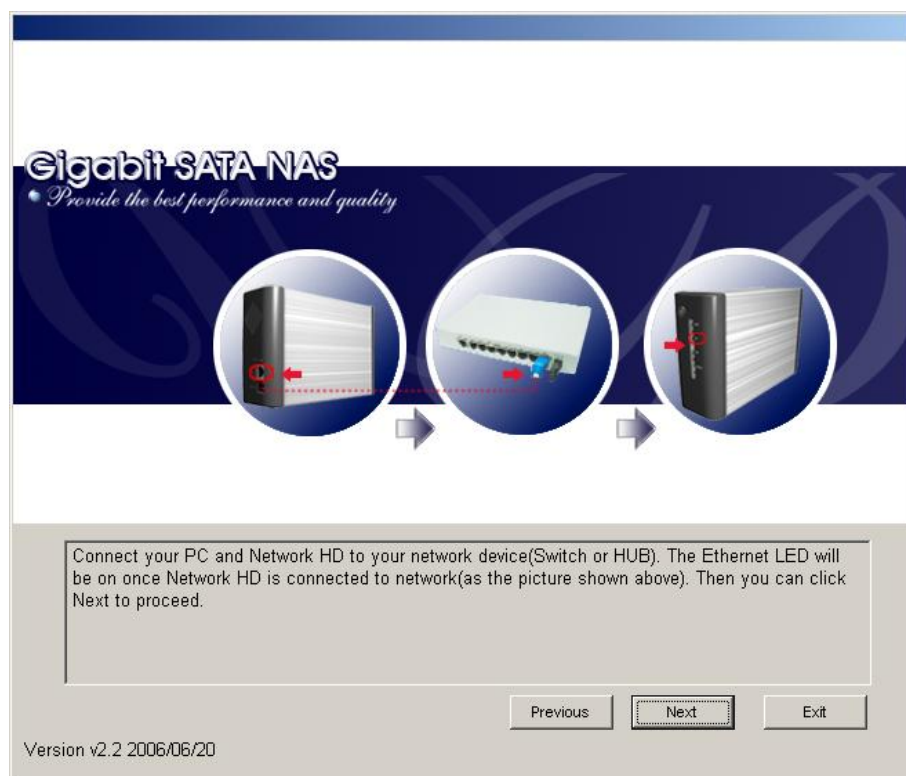 Gigabit SATA NAS
Provide the best performance and quality
Connect your PC and Network HD to your network device(Switch or HUB). The Ethernet LED will
be on once Network HD is connected to network(as the picture shown above). Then you can click
Next to proceed.
Previous Next Exit
Version v2.2 2006/06/20